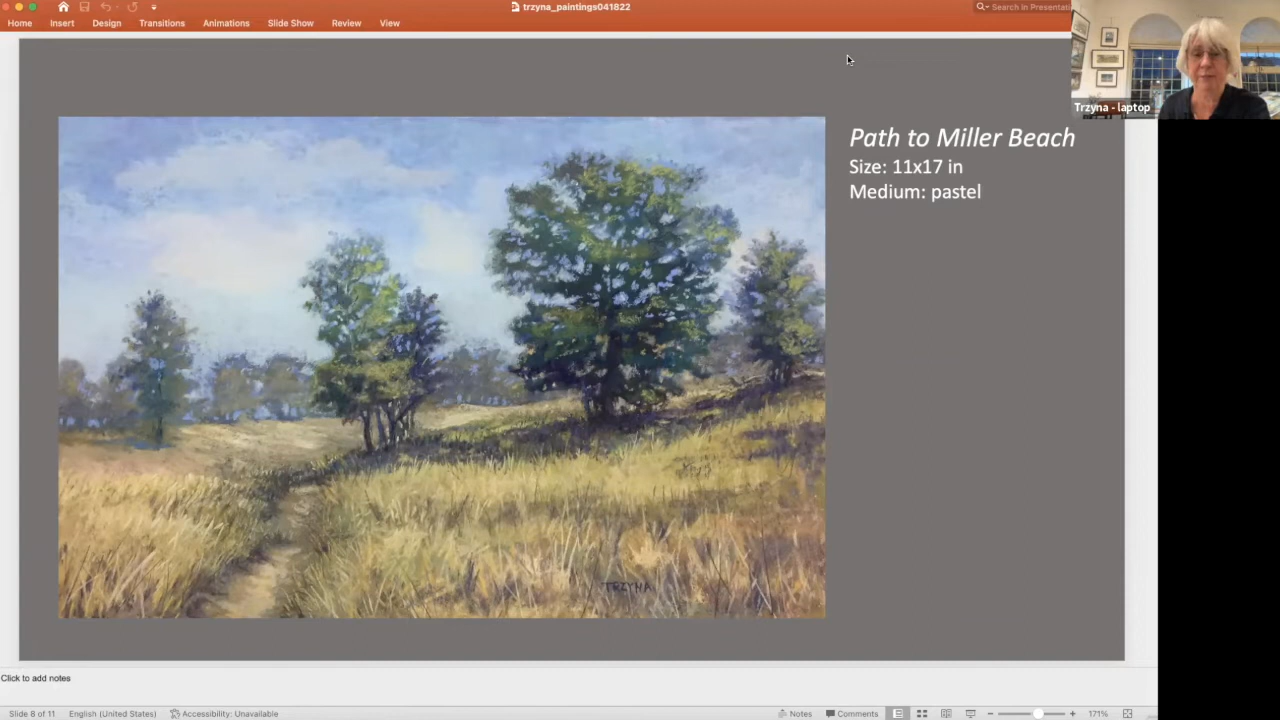 trzyna_paintings041822
Search in Presentati
Home Insert Design Transitions Animations Slide Show Review View
Trzyna - laptop
Path to Miller Beach
Size: 11x17 in
Medium: pastel
TRZYNA
Click to add notes
Slide 8 of 11 English (United States) Accessibility: Unavailable Notes Comments 171%